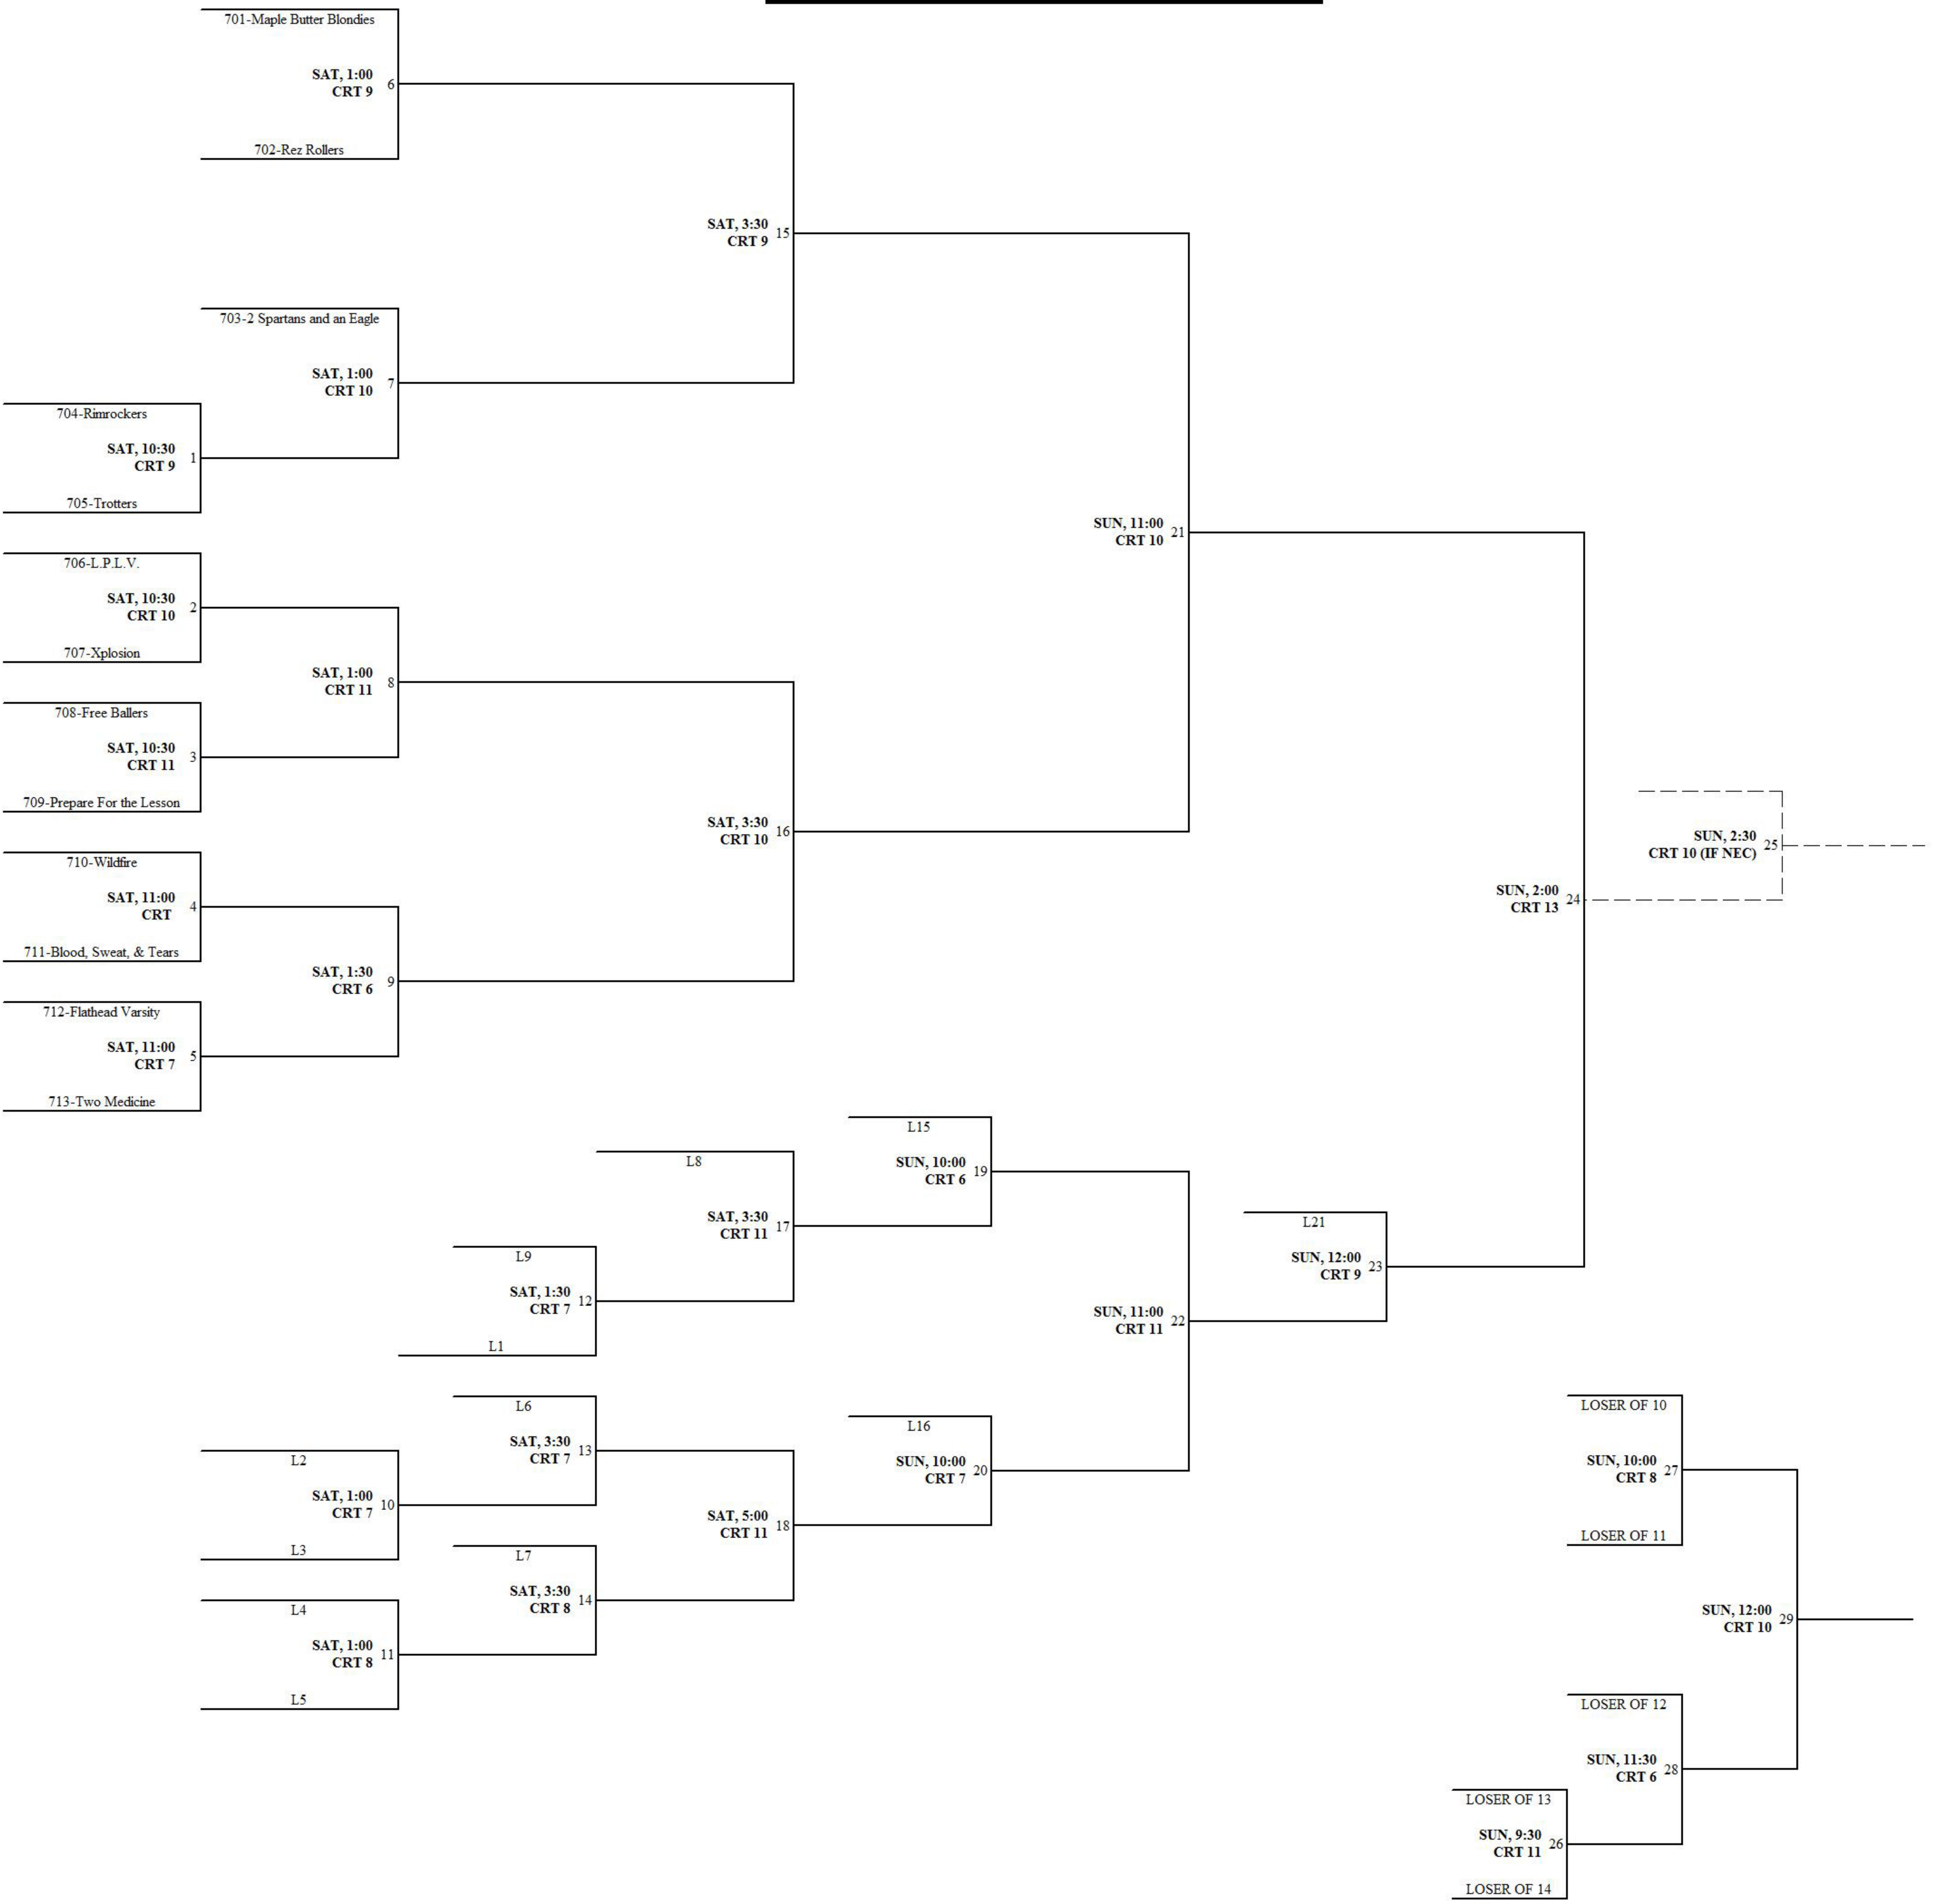 701-Maple Butter Blondies
SAT, 1:00
CRT 9
6
702-Rez Rollers
SAT, 3:30
CRT 9
15
703-2 Spartans and an Eagle
SAT, 1:00
CRT 10
7
704-Rimrockers
SAT, 10:30
CRT 9
1
705-Trotters
SUN, 11:00
CRT 10
21
706-L.P.L.V.
SAT, 10:30
CRT 10
2
707-Xplosion
SAT, 1:00
CRT 11
8
708-Free Ballers
SAT, 10:30
CRT 11
3
709-Prepare For the Lesson
SAT, 3:30
CRT 10
16
SUN, 2:30
CRT 10 (IF NEC)
25
710-Wildfire
SAT, 11:00
CRT
4
711-Blood, Sweat, & Tears
SUN, 2:00
CRT 13
24
SAT, 1:30
CRT 6
9
712-Flathead Varsity
SAT, 11:00
CRT 7
5
713-Two Medicine
L15
SUN, 10:00
CRT 6
19
L8
SAT, 3:30
CRT 11
17
L21
SUN, 12:00
CRT 9
23
L9
SAT, 1:30
CRT 7
12
L1
SUN, 11:00
CRT 11
22
L6
SAT, 3:30
CRT 7
13
L16
SUN, 10:00
CRT 7
20
LOSER OF 10
SUN, 10:00
CRT 8
27
LOSER OF 11
L2
SAT, 1:00
CRT 7
10
L3
SAT, 5:00
CRT 11
18
L7
SAT, 3:30
CRT 8
14
L4
SAT, 1:00
CRT 8
11
L5
SUN, 12:00
CRT 10
29
LOSER OF 12
SUN, 11:30
CRT 6
28
LOSER OF 13
SUN, 9:30
CRT 11
26
LOSER OF 14